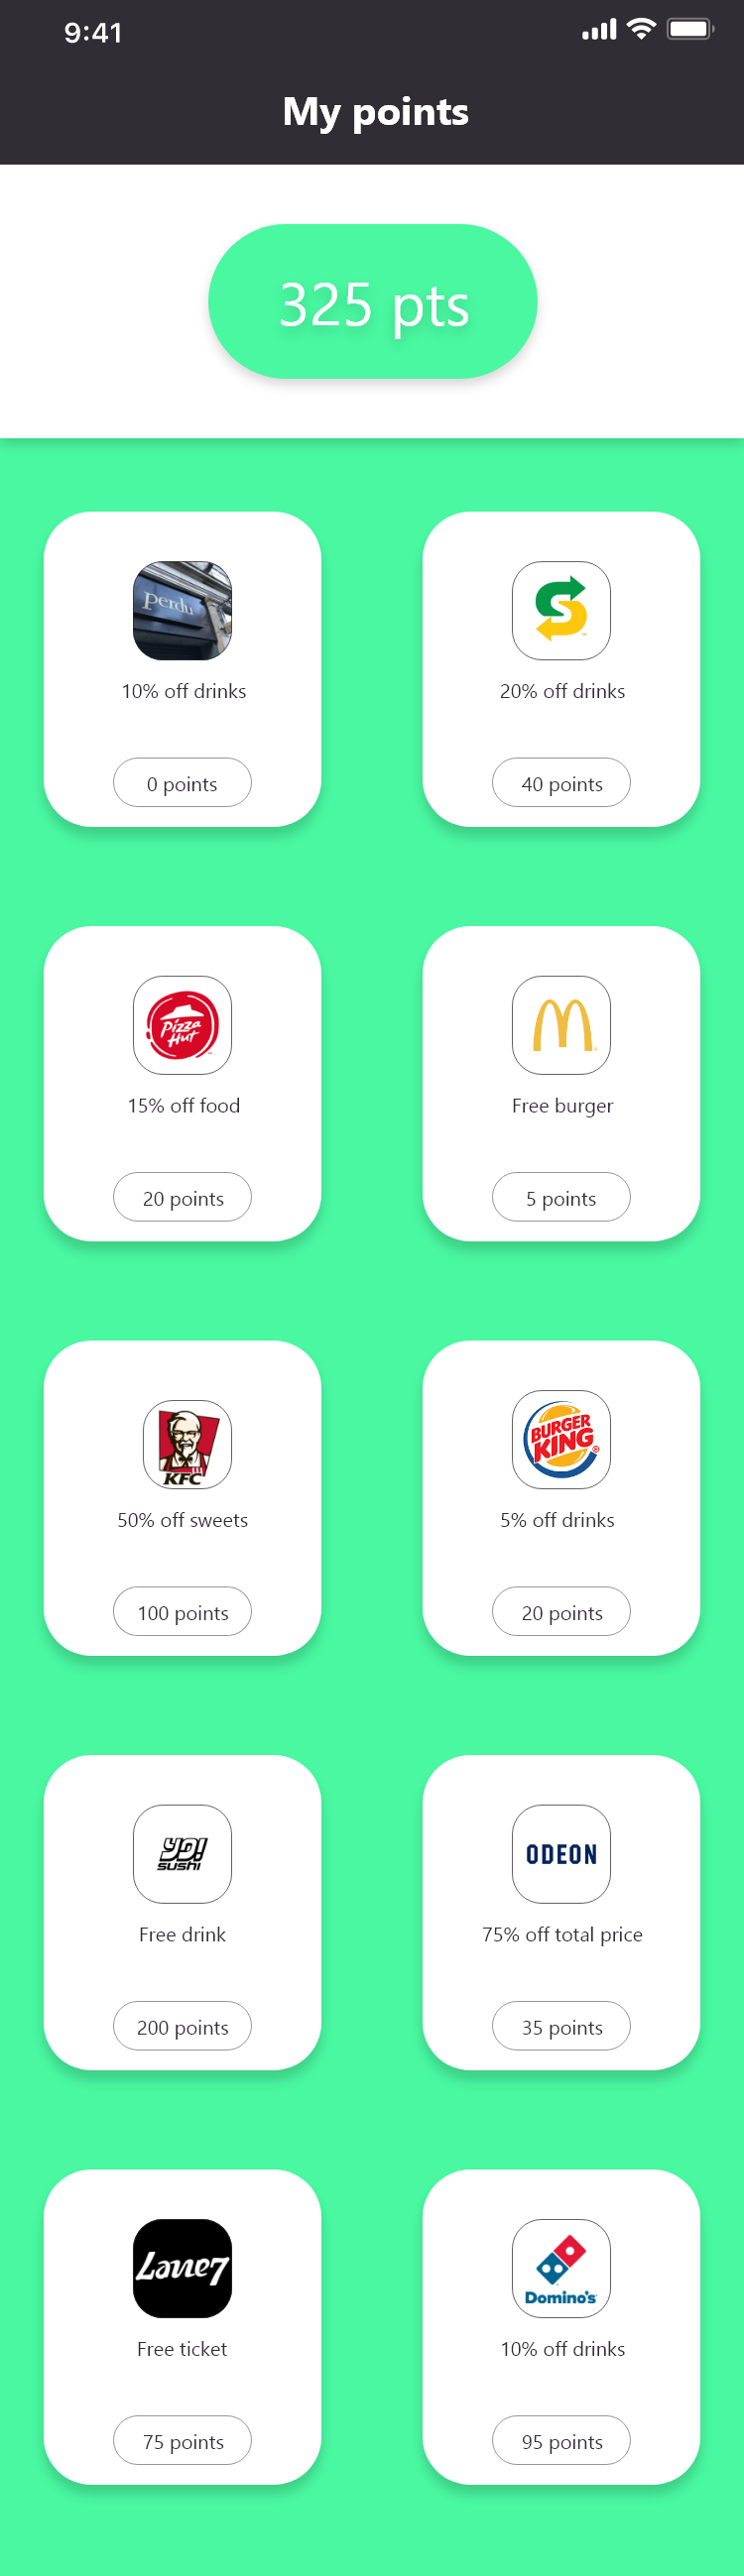 9:41
My points
325 pts
perdu
10% off drinks
0 points
20% off drinks
40 points
Pizza
Hut
15% off food
20 points
Free burger
5 points
KFC
50% off sweets
100 points
BURGER
KING
5% off drinks
20 points
YO!
SUSHI
Free drink
200 points
ODEON
75% off total price
35 points
Lane7
Free ticket
75 points
Domino's
10% off drinks
95 points